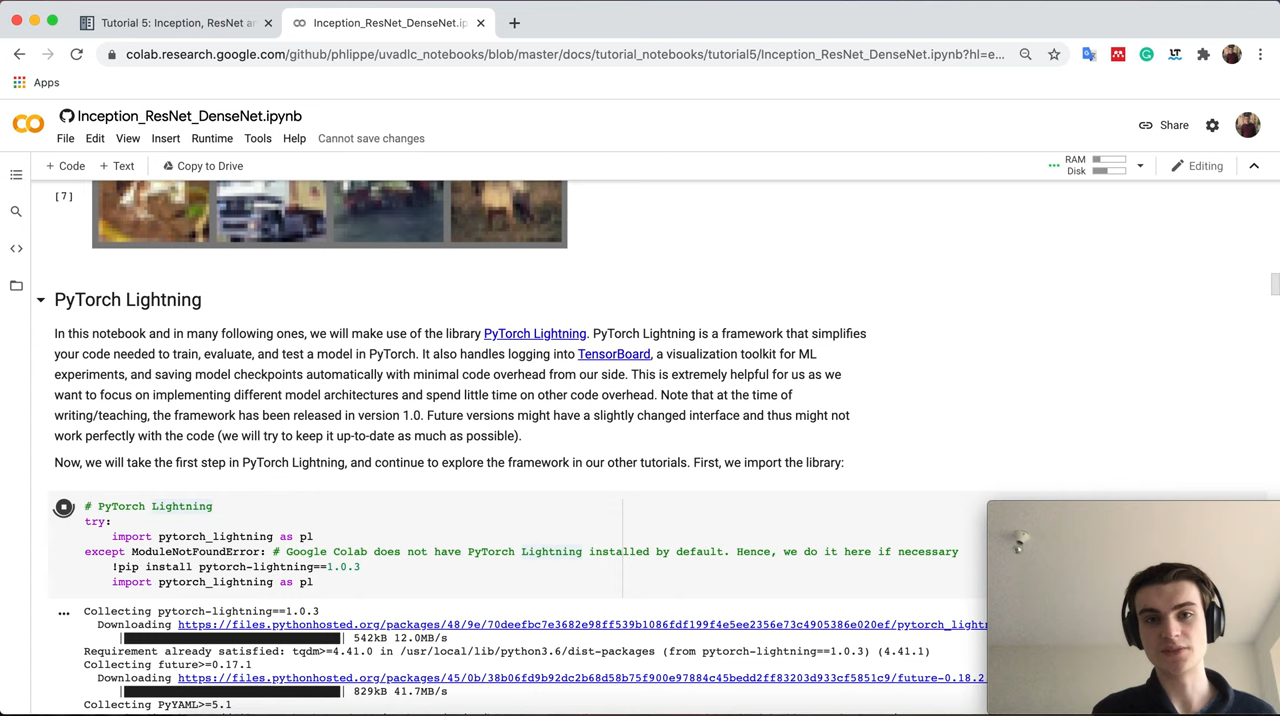 Tutorial 5: Inception, ResNet ar
Inception_ResNet_DenseNet.ip
colab.research.google.com/github/phlippe/uvadlc_notebooks/blob/master/docs/tutorial_notebooks/tutorial5/Inception_ResNet_DenseNet.ipynb?hl=e...
Apps
Inception_ResNet_DenseNet.ipynb
File Edit View Insert Runtime Tools Help Cannot save changes
Share
+ Code + Text Copy to Drive
RAM
Disk
Editing
[7]
PyTorch Lightning
In this notebook and in many following ones, we will make use of the library PyTorch Lightning. PyTorch Lightning is a framework that simplifies
your code needed to train, evaluate, and test a model in PyTorch. It also handles logging into TensorBoard, a visualization toolkit for ML
experiments, and saving model checkpoints automatically with minimal code overhead from our side. This is extremely helpful for us as we
want to focus on implementing different model architectures and spend little time on other code overhead. Note that at the time of
writing/teaching, the framework has been released in version 1.0. Future versions might have a slightly changed interface and thus might not
work perfectly with the code (we will try to keep it up-to-date as much as possible).
Now, we will take the first step in PyTorch Lightning, and continue to explore the framework in our other tutorials. First, we import the library:
# PyTorch Lightning
try:
import pytorch_lightning as pl
except ModuleNotFoundError: # Google Colab does not have PyTorch Lightning installed by default. Hence, we do it here if necessary
!pip install pytorch-lightning==1.0.3
import pytorch_lightning as pl
Collecting pytorch-lightning==1.0.3
Downloading https://files.pythonhosted.org/packages/48/9e/70deefbc7e3682e98ff539b1086fdf199f4e5ee2356e73c4905386e020ef/pytorch_lightn
| 542kB 12.0MB/s
Requirement already satisfied: tqdm>=4.41.0 in /usr/local/lib/python3.6/dist-packages (from pytorch-lightning==1.0.3) (4.41.1)
Collecting future>=0.17.1
Downloading https://files.pythonhosted.org/packages/45/0b/38b06fd9b92dc2b68d58b75f900e97884c45bedd2ff83203d933cf5851c9/future-0.18.2
| 829kB 41.7MB/s
Collecting PyYAML>=5.1